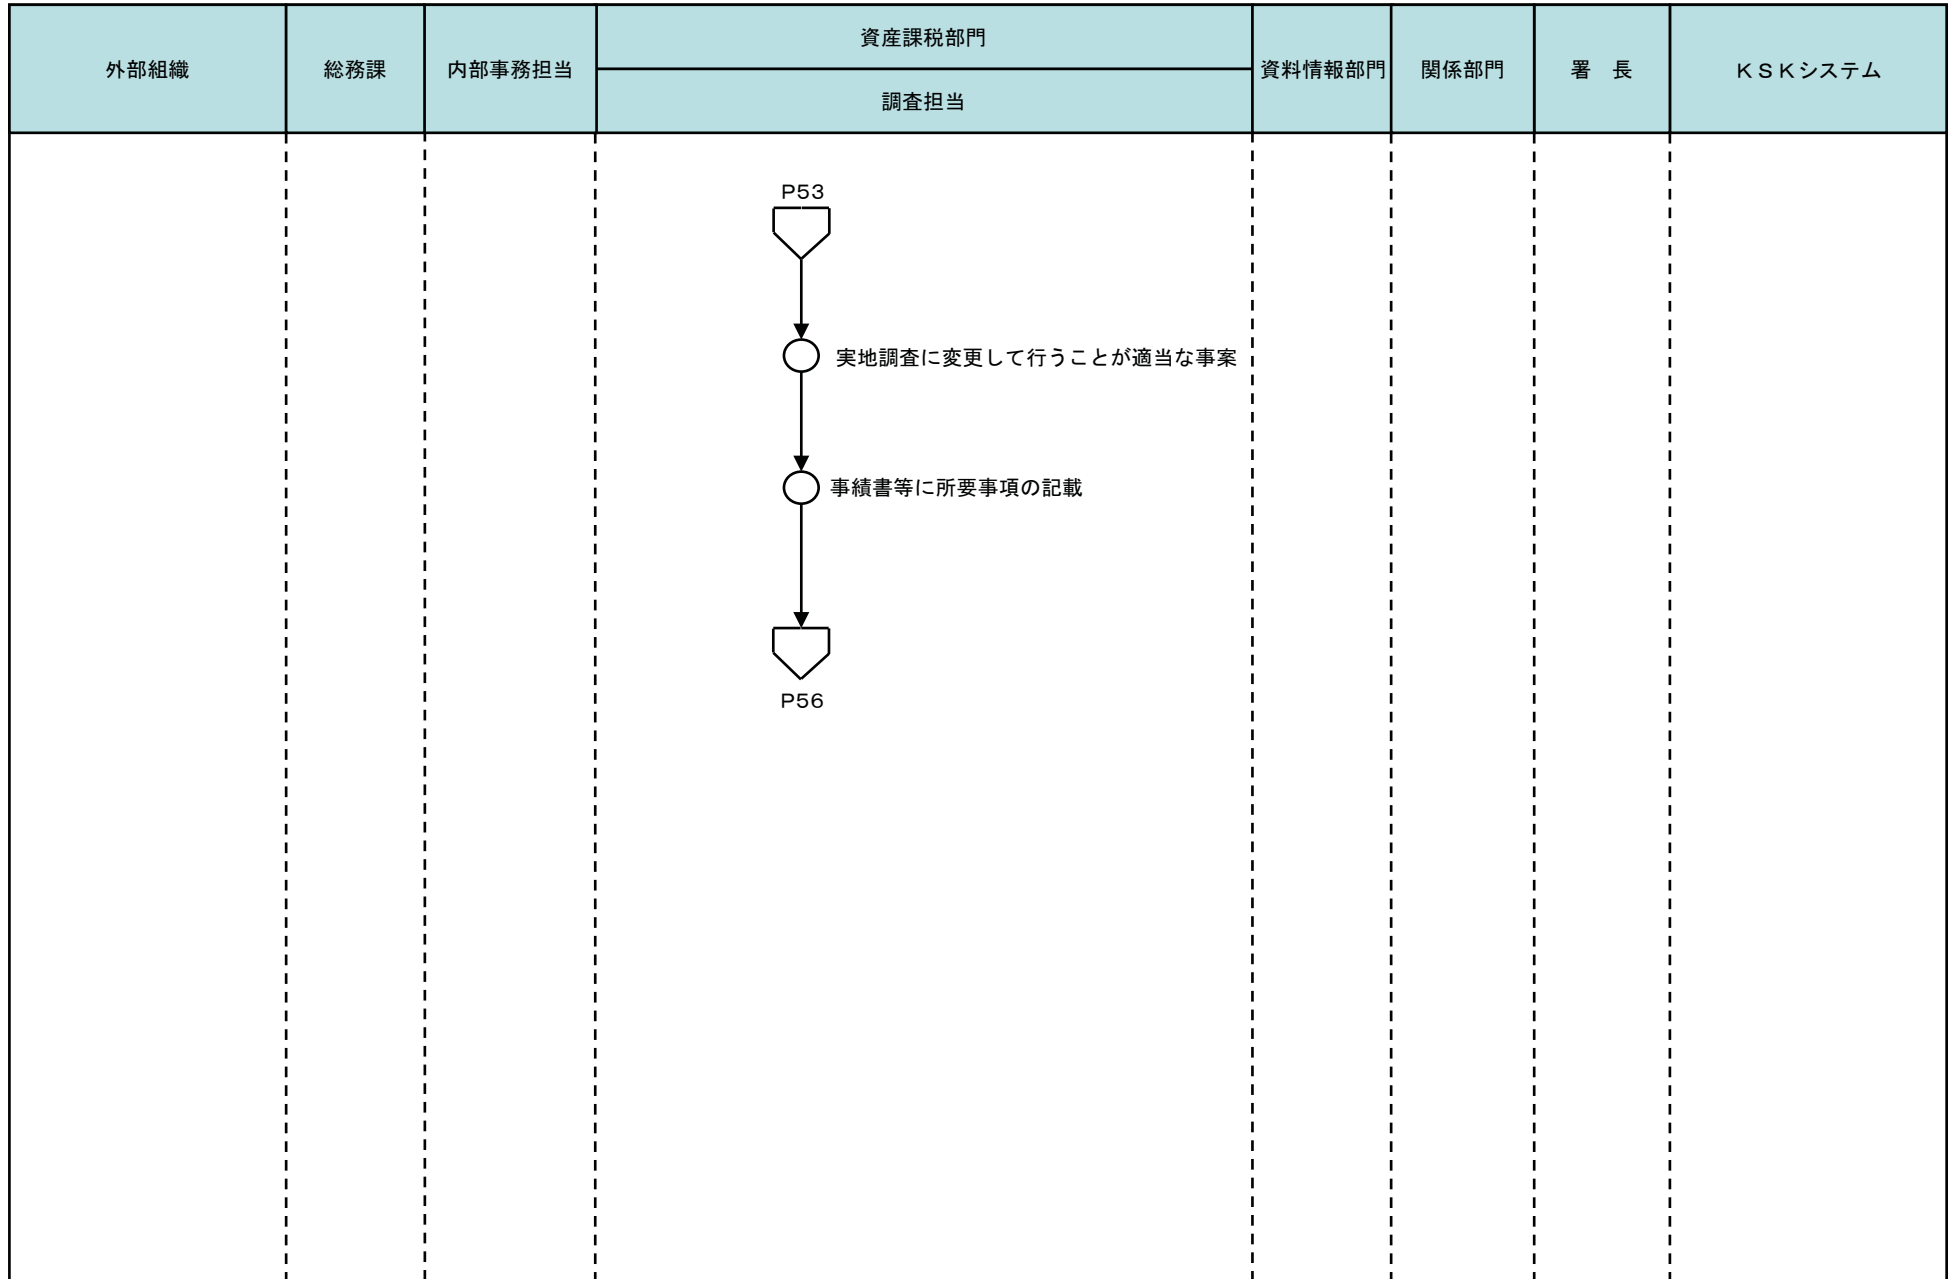 外部組織
総務課
内部事務担当
資産課税部門
調査担当
資料情報部門
関係部門
署　長
ＫＳＫシステム
P53
実地調査に変更して行うことが適当な事案
事績書等に所要事項の記載
P56